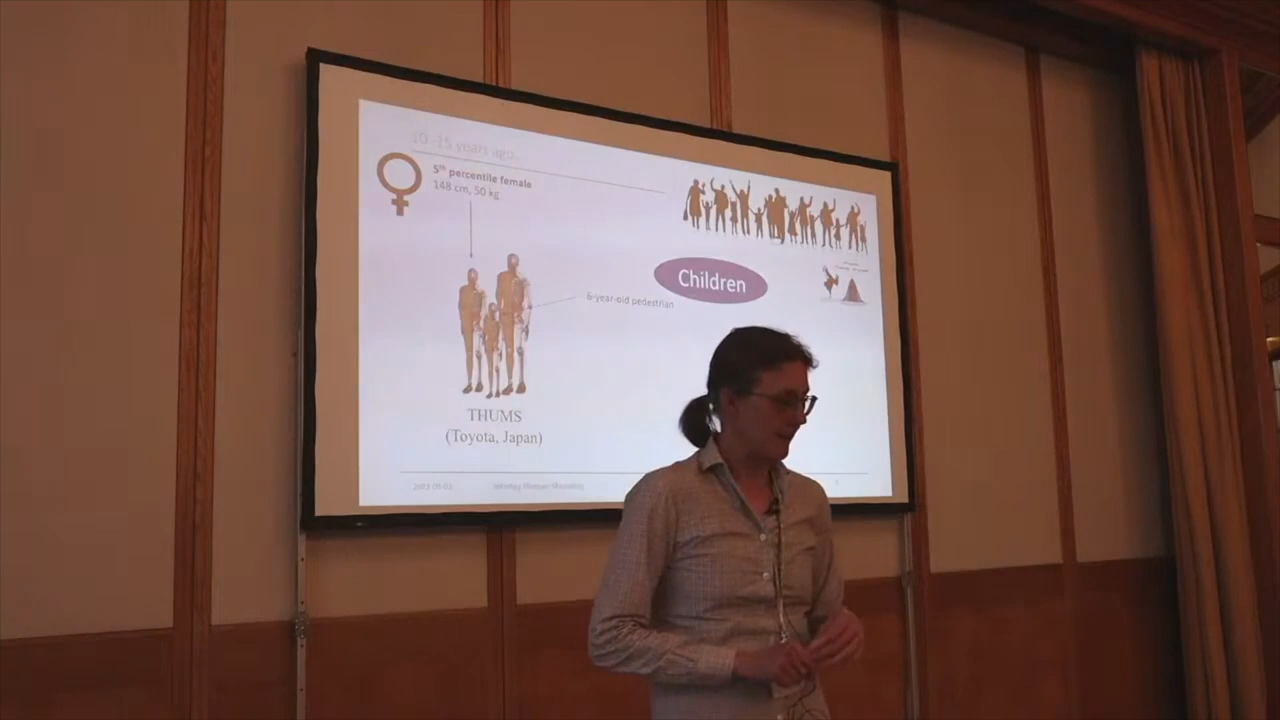 10 -15 years ago..
5th percentile female
148 cm, 50 kg
Children
6-year-old pedestrian
THUMS
(Toyota, Japan)